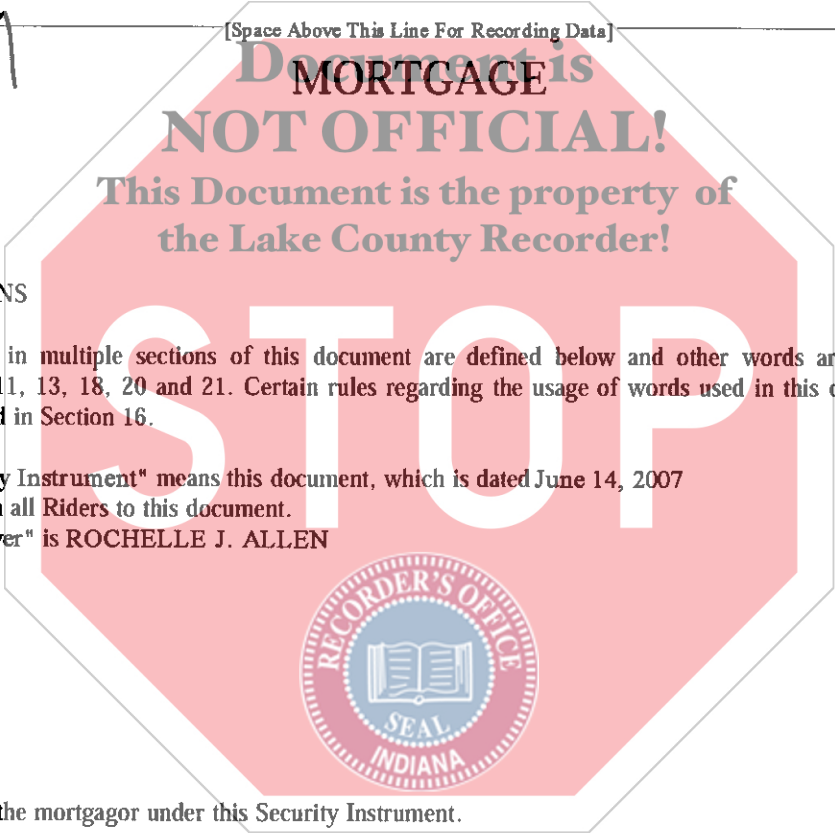 [Space Above This Line For Recording Data]
Document is
MORTGAGE
NOT OFFICIAL!
This Document is the property of
the Lake County Recorder!
NS
STOP
in multiple sections of this document are defined below and other words
11, 13, 18, 20 and 21. Certain rules regarding the usage of words used in this
in Section 16.
y Instrument" means this document, which is dated June 14, 2007
all Riders to this document.
er" is ROCHELLE J. ALLEN
RECORDER'S OFFICE
SEAL
INDIANA
the mortgagor under this Security Instrument.